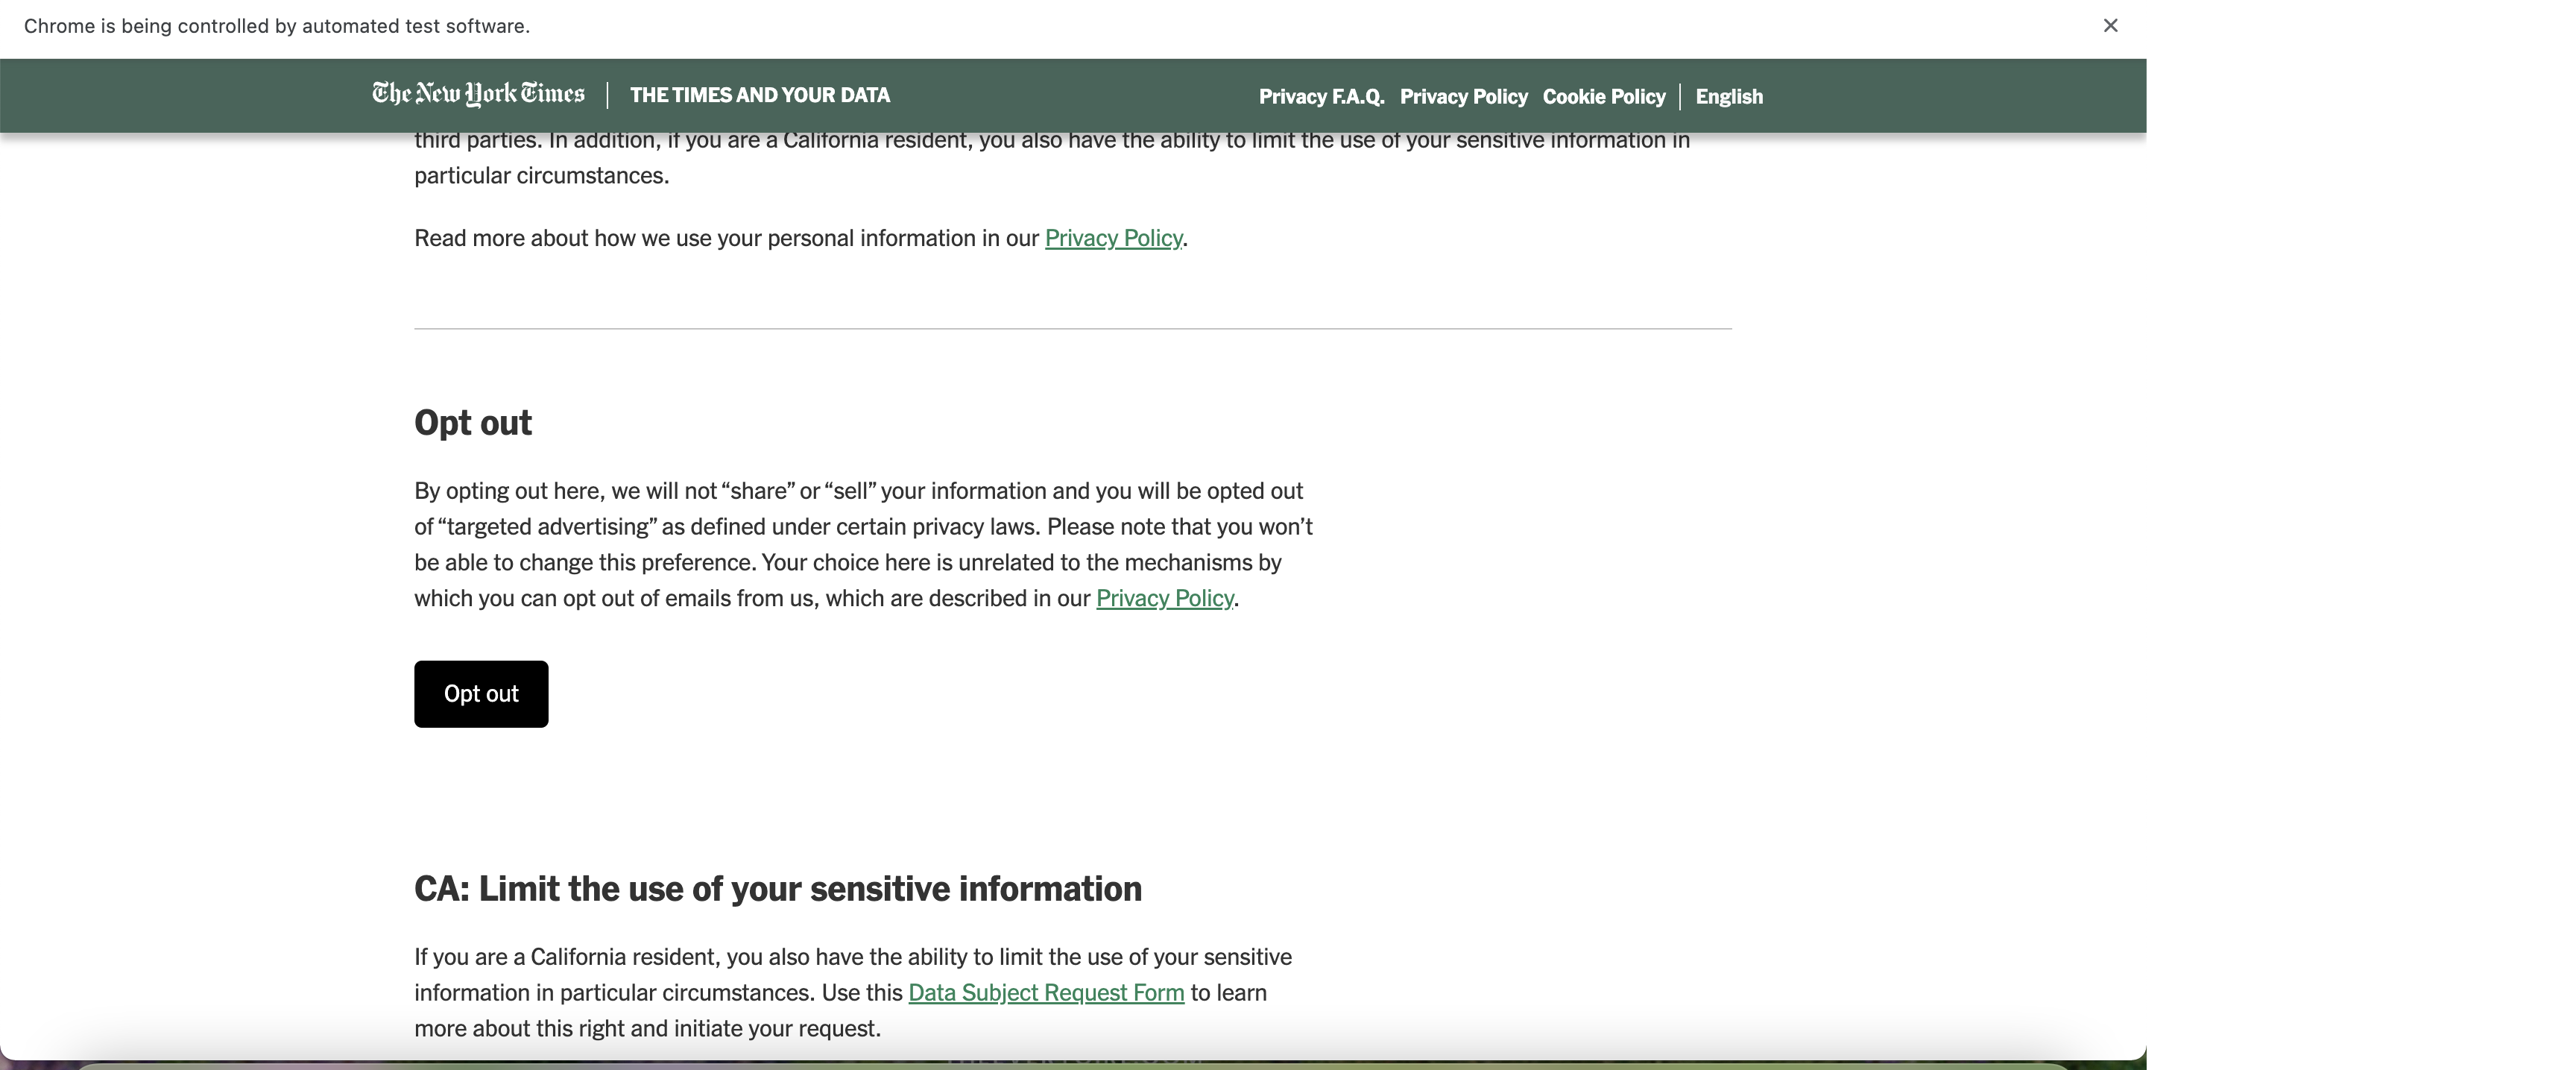 Chrome is being controlled by automated test software.
The New York Times
THE TIMES AND YOUR DATA
Privacy F.A.Q. Privacy Policy Cookie Policy English
third parties. In addition, if you are a California resident, you also have the ability to limit the use of your sensitive information in
particular circumstances.
Read more about how we use your personal information in our Privacy Policy.
Opt out
By opting out here, we will not “share” or “sell” your information and you will be opted out
of “targeted advertising” as defined under certain privacy laws. Please note that you won’t
be able to change this preference. Your choice here is unrelated to the mechanisms by
which you can opt out of emails from us, which are described in our Privacy Policy.
Opt out
CA: Limit the use of your sensitive information
If you are a California resident, you also have the ability to limit the use of your sensitive
information in particular circumstances. Use this Data Subject Request Form to learn
more about this right and initiate your request.